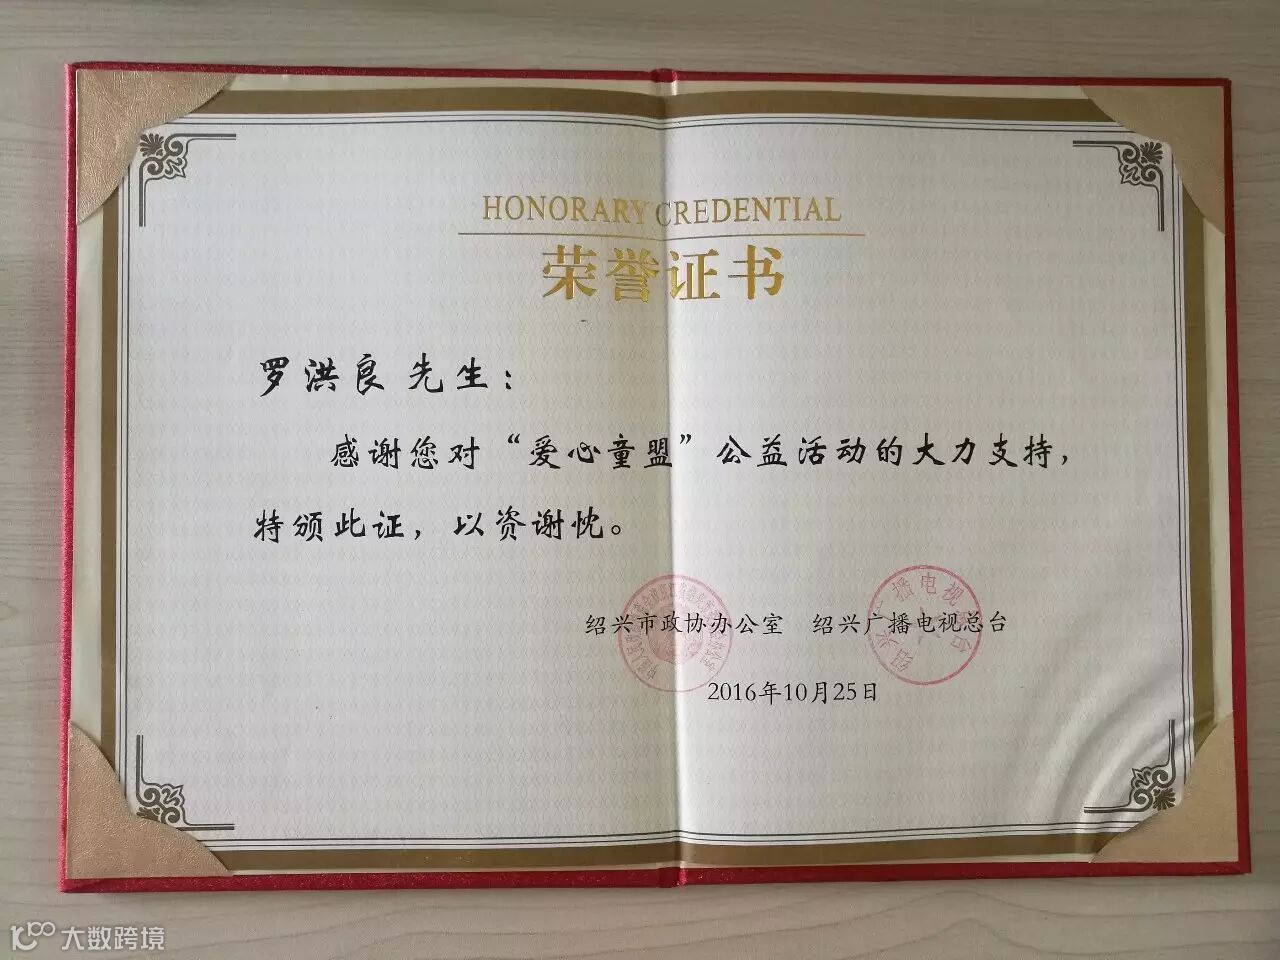 HONORARY CREDENTIAL
荣誉证书
罗洪良 先生：
感谢您对“爱心童盟”公益活动的大力支持，
特颁此证，以资谢忱。
绍兴市政协办公室 绍兴广播电视总台
2016年10月25日
大数跨境